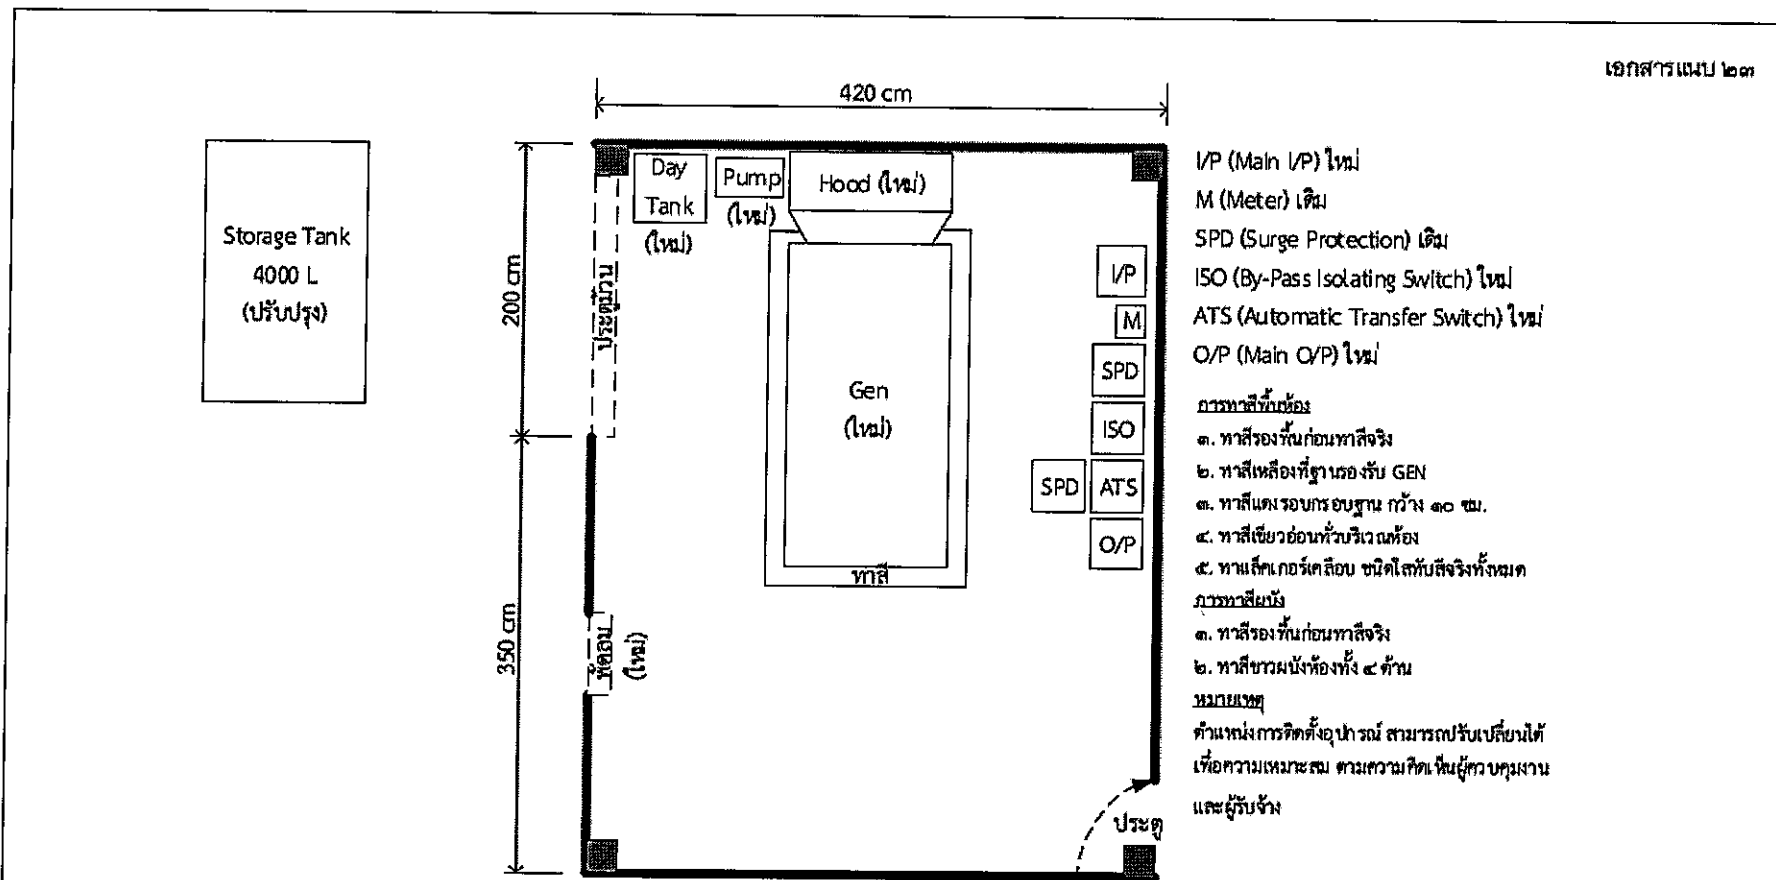 เอกสารแนบ ๒๓
420 cm
Storage Tank
4000 L
(ปรับปรุง)
200 cm
350 cm
ประตูม้วน
Day
Tank
(ใหม่)
Pump
(ใหม่)
Hood (ใหม่)
Gen
(ใหม่)
ทาสี
พัดลม
(ใหม่)
I/P
M
SPD
ISO
SPD
ATS
O/P
ประตู
I/P (Main I/P) ใหม่
M (Meter) เดิม
SPD (Surge Protection) เดิม
ISO (By-Pass Isolating Switch) ใหม่
ATS (Automatic Transfer Switch) ใหม่
O/P (Main O/P) ใหม่
การทาสีพื้นห้อง
๑. ทาสีรองพื้นก่อนทาสีจริง
๒. ทาสีเหลืองที่ฐานรองรับ GEN
๓. ทาสีแดงรอบกรอบฐาน กว้าง ๑๐ ซม.
๔. ทาสีเขียวอ่อนทั่วบริเวณห้อง
๕. ทาแล็คเกอร์เคลือบ ชนิดใสทับสีจริงทั้งหมด
การทาสีผนัง
๑. ทาสีรองพื้นก่อนทาสีจริง
๒. ทาสีขาวผนังห้องทั้ง ๔ ด้าน
หมายเหตุ
ตำแหน่งการติดตั้งอุปกรณ์ สามารถปรับเปลี่ยนได้
เพื่อความเหมาะสม ตามความคิดเห็นผู้ควบคุมงาน
และผู้รับจ้าง